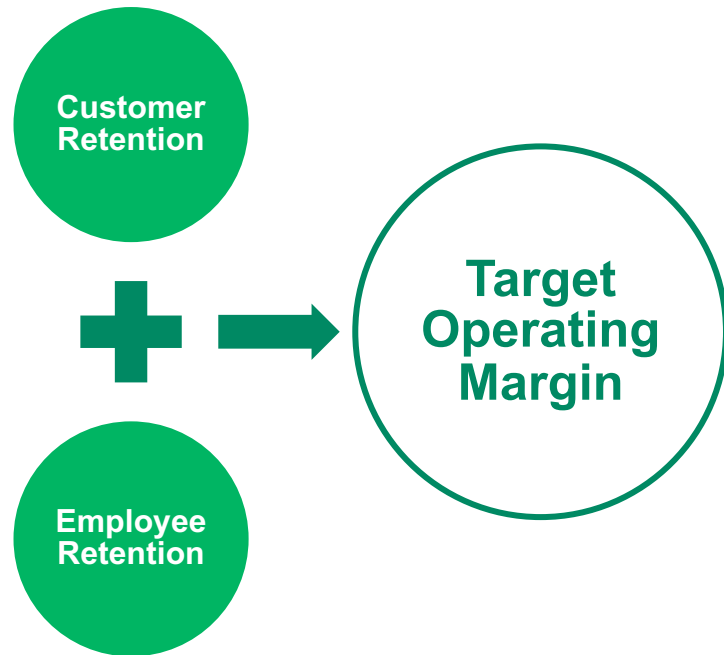 Customer
Retention
Target
Operating
Margin
Employee
Retention